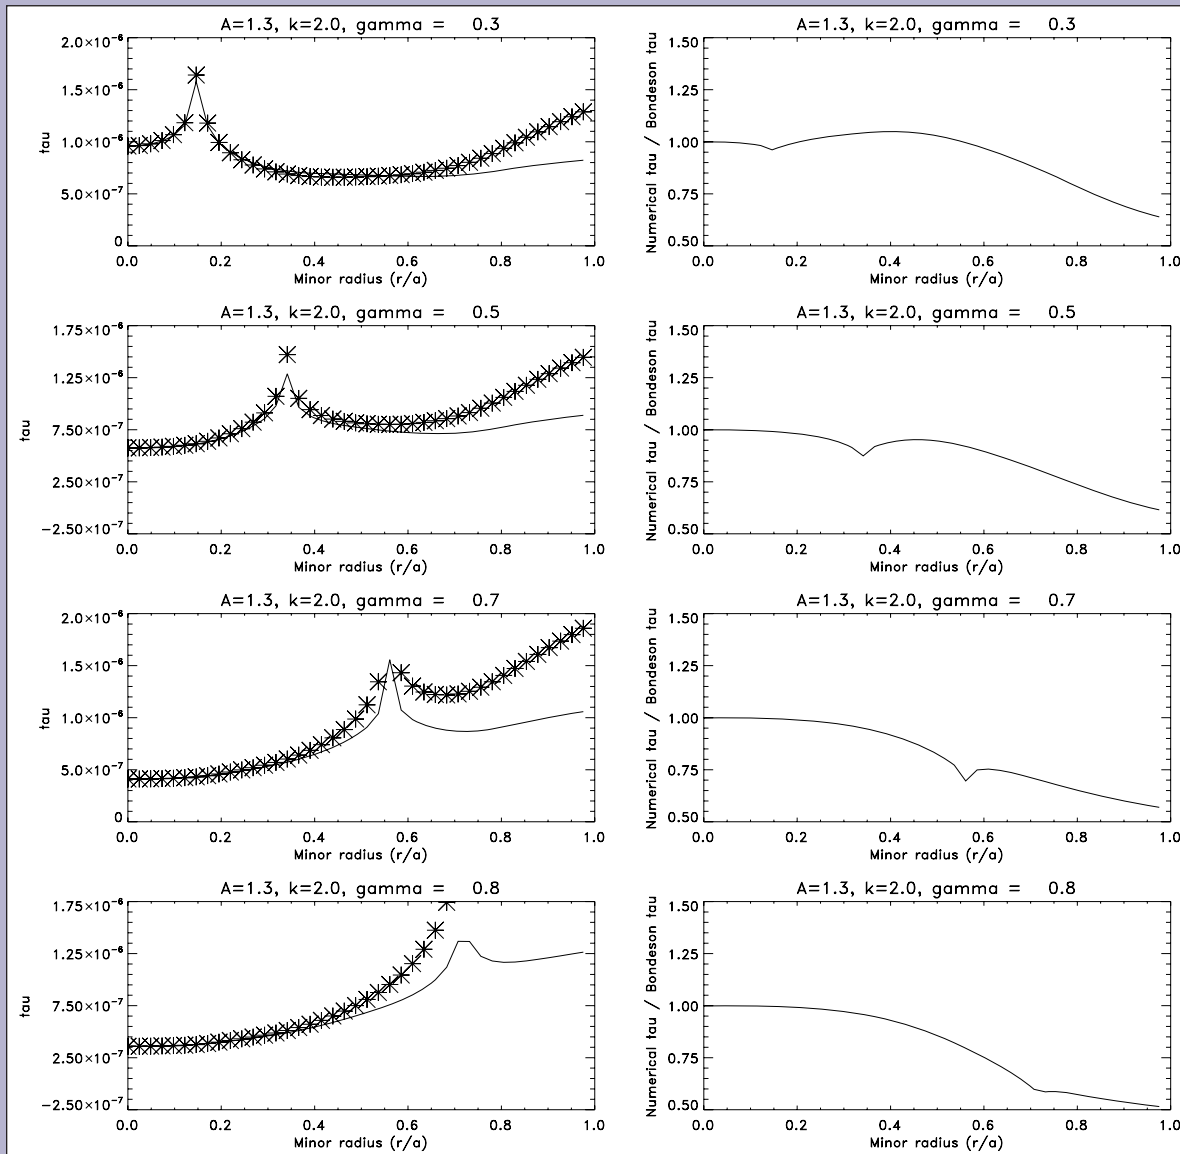 A=1.3, k=2.0, gamma = 0.3
2.0×10⁻⁶
1.5×10⁻⁶
1.0×10⁻⁶
5.0×10⁻⁷
0
tau
0.0 0.2 0.4 0.6 0.8 1.0
Minor radius (r/a)
A=1.3, k=2.0, gamma = 0.3
1.50
1.25
1.00
0.75
0.50
Numerical tau / Bondeson tau
0.0 0.2 0.4 0.6 0.8 1.0
Minor radius (r/a)
A=1.3, k=2.0, gamma = 0.5
1.75×10⁻⁶
1.25×10⁻⁶
7.50×10⁻⁷
2.50×10⁻⁷
−2.50×10⁻⁷
tau
0.0 0.2 0.4 0.6 0.8 1.0
Minor radius (r/a)
A=1.3, k=2.0, gamma = 0.5
1.50
1.25
1.00
0.75
0.50
Numerical tau / Bondeson tau
0.0 0.2 0.4 0.6 0.8 1.0
Minor radius (r/a)
A=1.3, k=2.0, gamma = 0.7
2.0×10⁻⁶
1.5×10⁻⁶
1.0×10⁻⁶
5.0×10⁻⁷
0
tau
0.0 0.2 0.4 0.6 0.8 1.0
Minor radius (r/a)
A=1.3, k=2.0, gamma = 0.7
1.50
1.25
1.00
0.75
0.50
Numerical tau / Bondeson tau
0.0 0.2 0.4 0.6 0.8 1.0
Minor radius (r/a)
A=1.3, k=2.0, gamma = 0.8
1.75×10⁻⁶
1.25×10⁻⁶
7.50×10⁻⁷
2.50×10⁻⁷
−2.50×10⁻⁷
tau
0.0 0.2 0.4 0.6 0.8 1.0
Minor radius (r/a)
A=1.3, k=2.0, gamma = 0.8
1.50
1.25
1.00
0.75
0.50
Numerical tau / Bondeson tau
0.0 0.2 0.4 0.6 0.8 1.0
Minor radius (r/a)